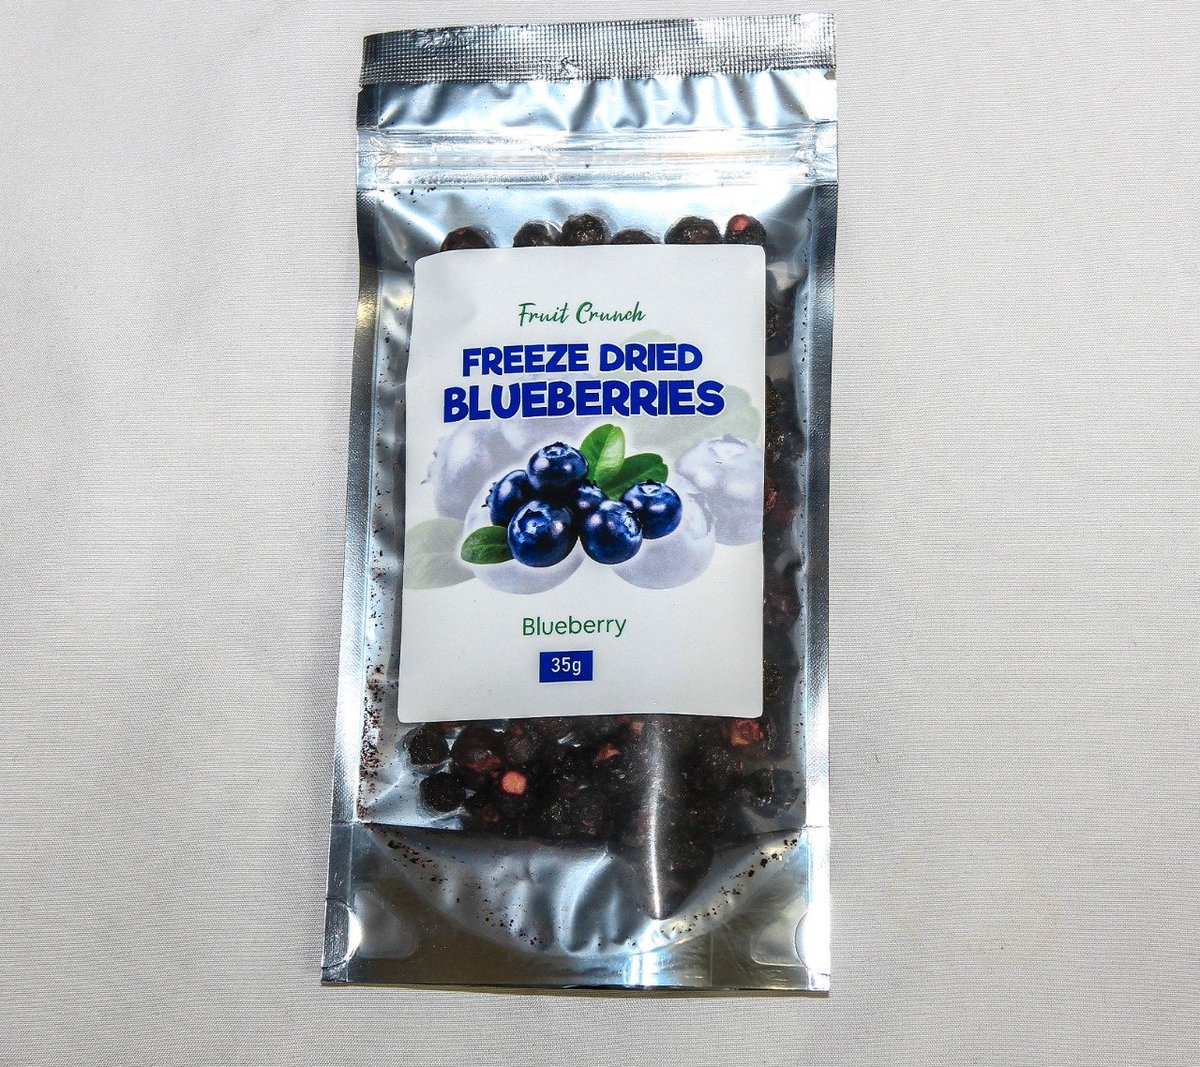 Fruit Crunch
FREEZE DRIED
BLUEBERRIES
Blueberry
35g